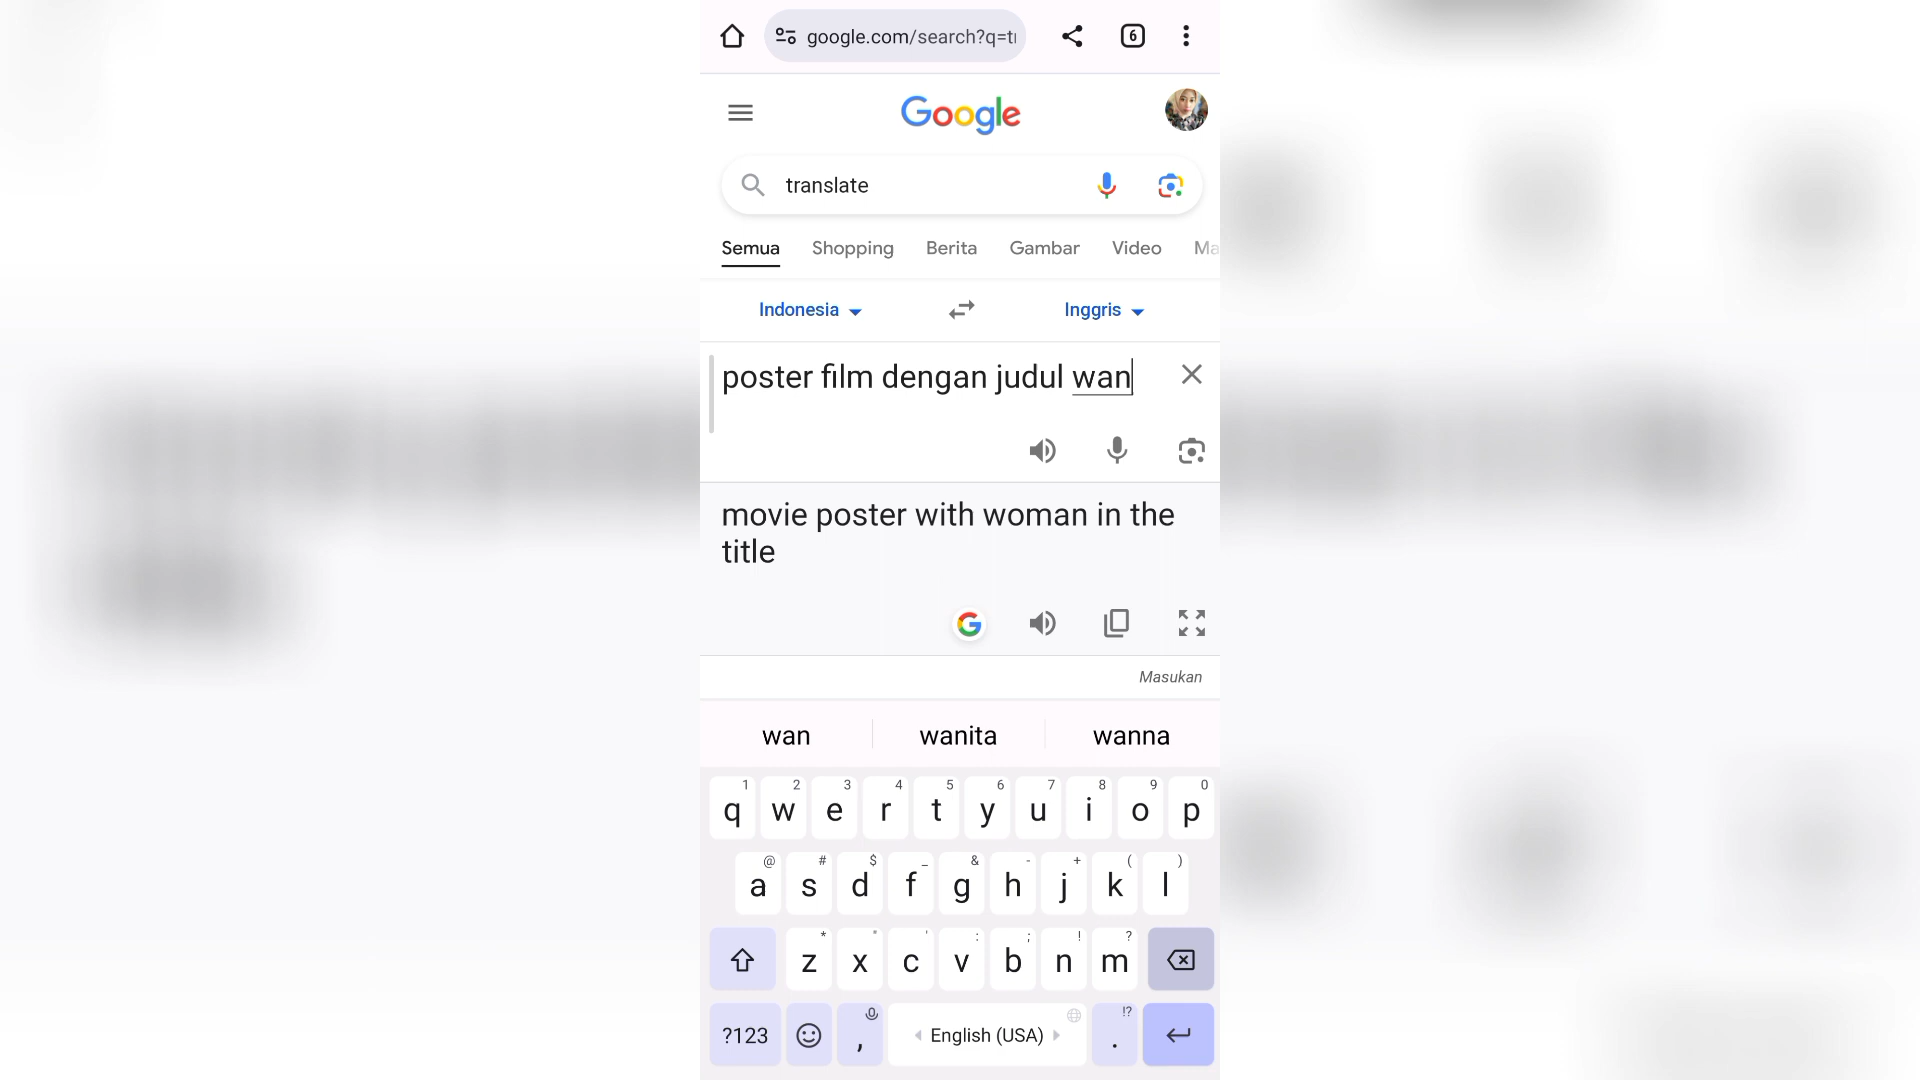 google.com/search?q=t
6
Google
translate
Semua Shopping Berita Gambar Video Ma
Indonesia Inggris
poster film dengan judul wan
movie poster with woman in the
title
Masukan
wan wanita wanna
1 2 3 4 5 6 7 8 9 0
q w e r t y u i o p
@ # $ _ & - + ( )
a s d f g h j k l
* " ' : ; ! ?
z x c v b n m
!?
?123 , English (USA) .